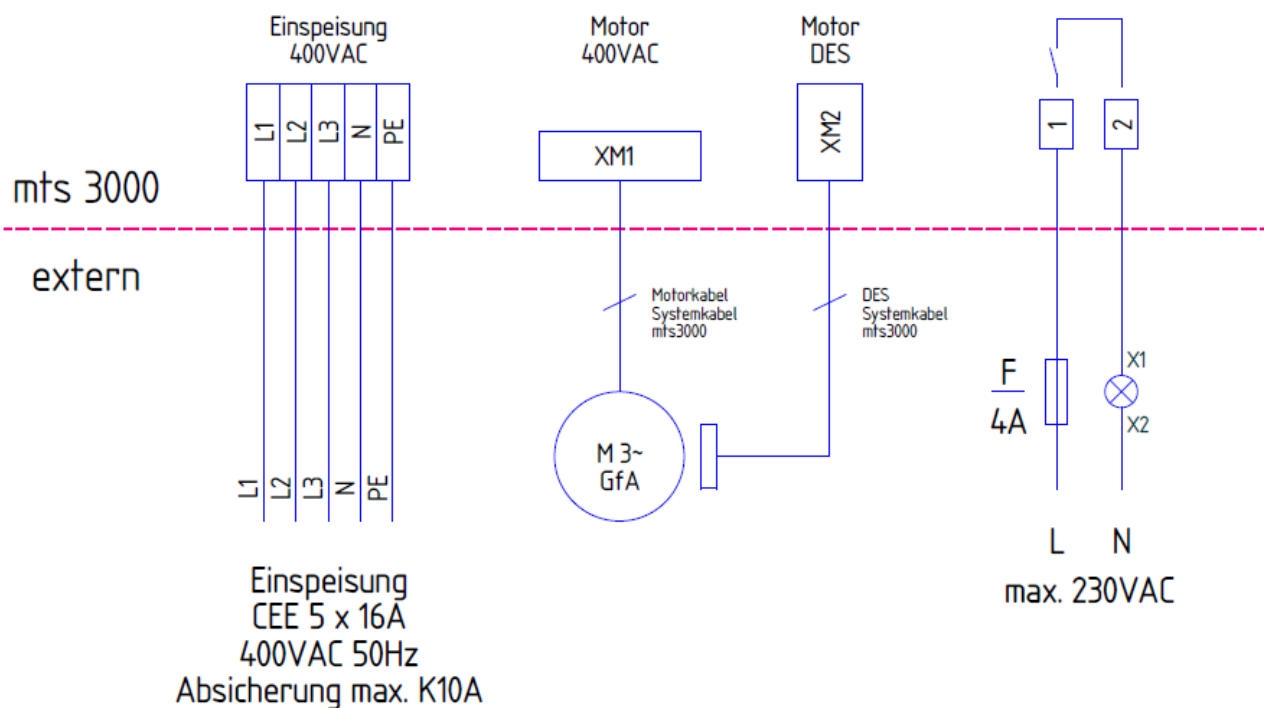 Einspeisung
400VAC
Motor
400VAC
Motor
DES
L1
L2
L3
N
PE
XM1
XM2
1
2
mts 3000
extern
Motorkabel
Systemkabel
mts3000
DES
Systemkabel
mts3000
F
4A
X1
X2
M 3~
GfA
L1
L2
L3
N
PE
L N
max. 230VAC
Einspeisung
CEE 5 x 16A
400VAC 50Hz
Absicherung max. K10A